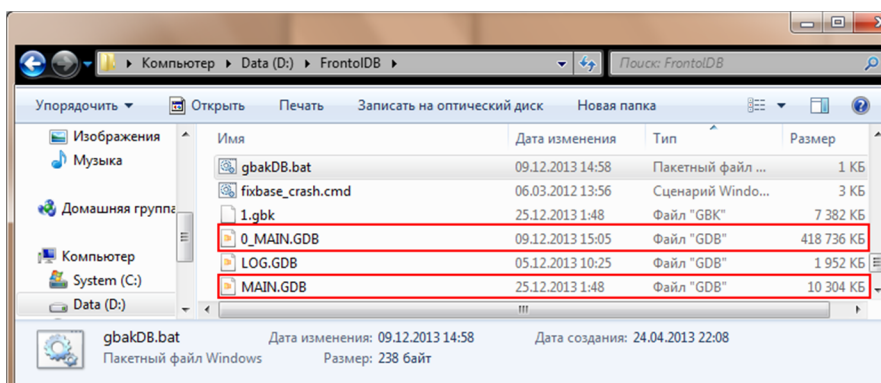 Компьютер ▸ Data (D:) ▸ FrontolDB ▸ Поиск: FrontolDB
Упорядочить ▾ Открыть Печать Записать на оптический диск Новая папка
Изображения
Музыка
Домашняя группа
Компьютер
System (C:)
Data (D:)
Имя Дата изменения Тип Размер
gbakDB.bat 09.12.2013 14:58 Пакетный файл ... 1 КБ
fixbase_crash.cmd 06.03.2012 13:56 Сценарий Windo... 3 КБ
1.gbk 25.12.2013 1:48 Файл "GBK" 7 382 КБ
0_MAIN.GDB 09.12.2013 15:05 Файл "GDB" 418 736 КБ
LOG.GDB 05.12.2013 10:25 Файл "GDB" 1 952 КБ
MAIN.GDB 25.12.2013 1:48 Файл "GDB" 10 304 КБ
gbakDB.bat Дата изменения: 09.12.2013 14:58 Дата создания: 24.04.2013 22:08
Пакетный файл Windows Размер: 238 байт